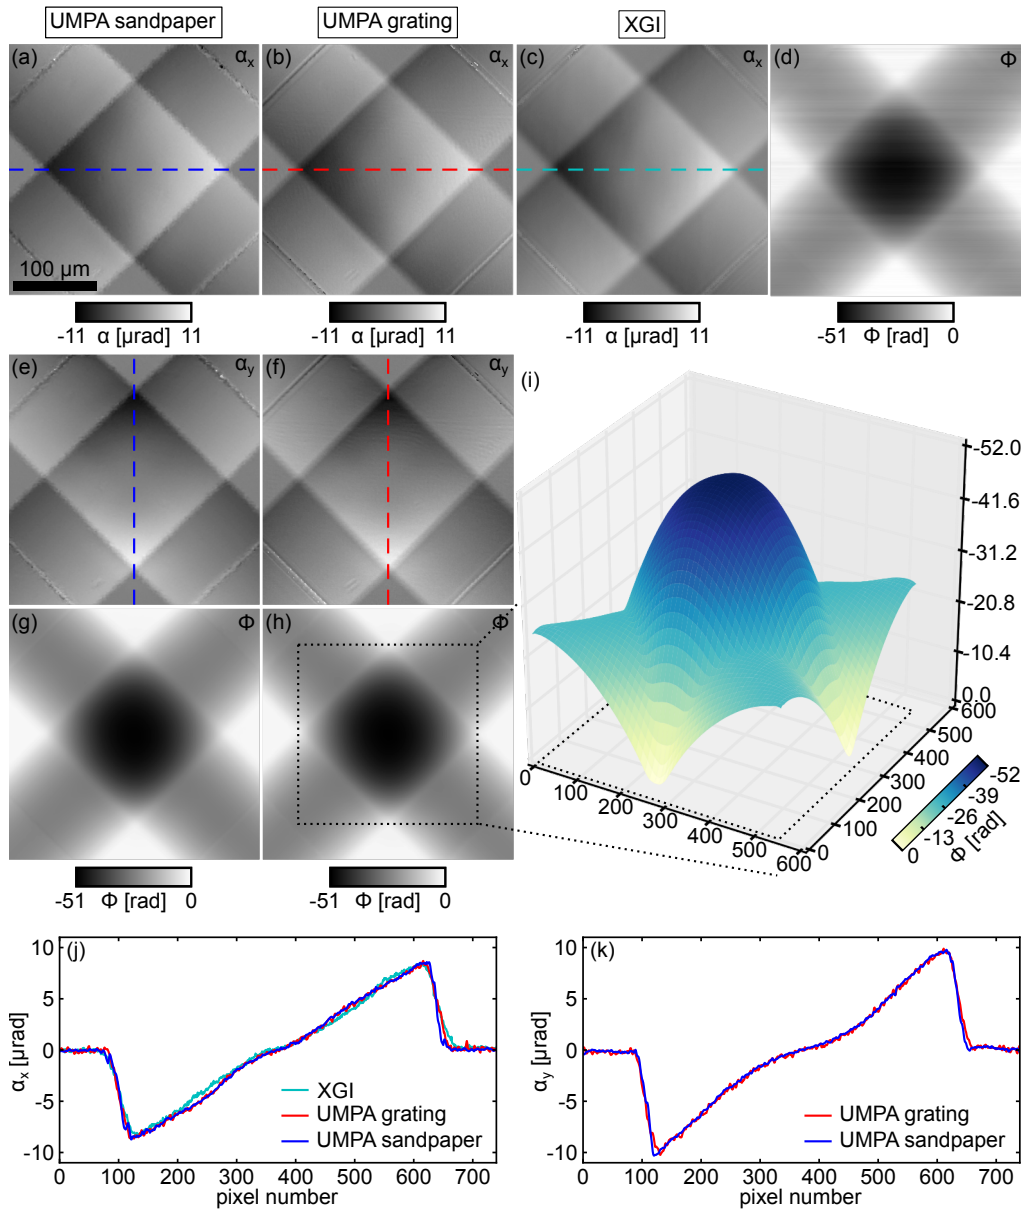 UMPA sandpaper
UMPA grating
XGI
(a) αx
(b) αx
(c) αx
(d) Φ
100 µm
-11 α [µrad] 11
-11 α [µrad] 11
-11 α [µrad] 11
-51 Φ [rad] 0
(e) αy
(f) αy
(g) Φ
(h) Φ
(i)
-52.0
-41.6
-31.2
-20.8
-10.4
0.0
0
100
200
300
400
500
600
0
100
200
300
400
500
600
-52
-39
-26
-13
0
Φ [rad]
-51 Φ [rad] 0
-51 Φ [rad] 0
(j)
10
5
0
-5
-10
αx [µrad]
XGI
UMPA grating
UMPA sandpaper
0 100 200 300 400 500 600 700
pixel number
(k)
10
5
0
-5
-10
αy [µrad]
UMPA grating
UMPA sandpaper
0 100 200 300 400 500 600 700
pixel number